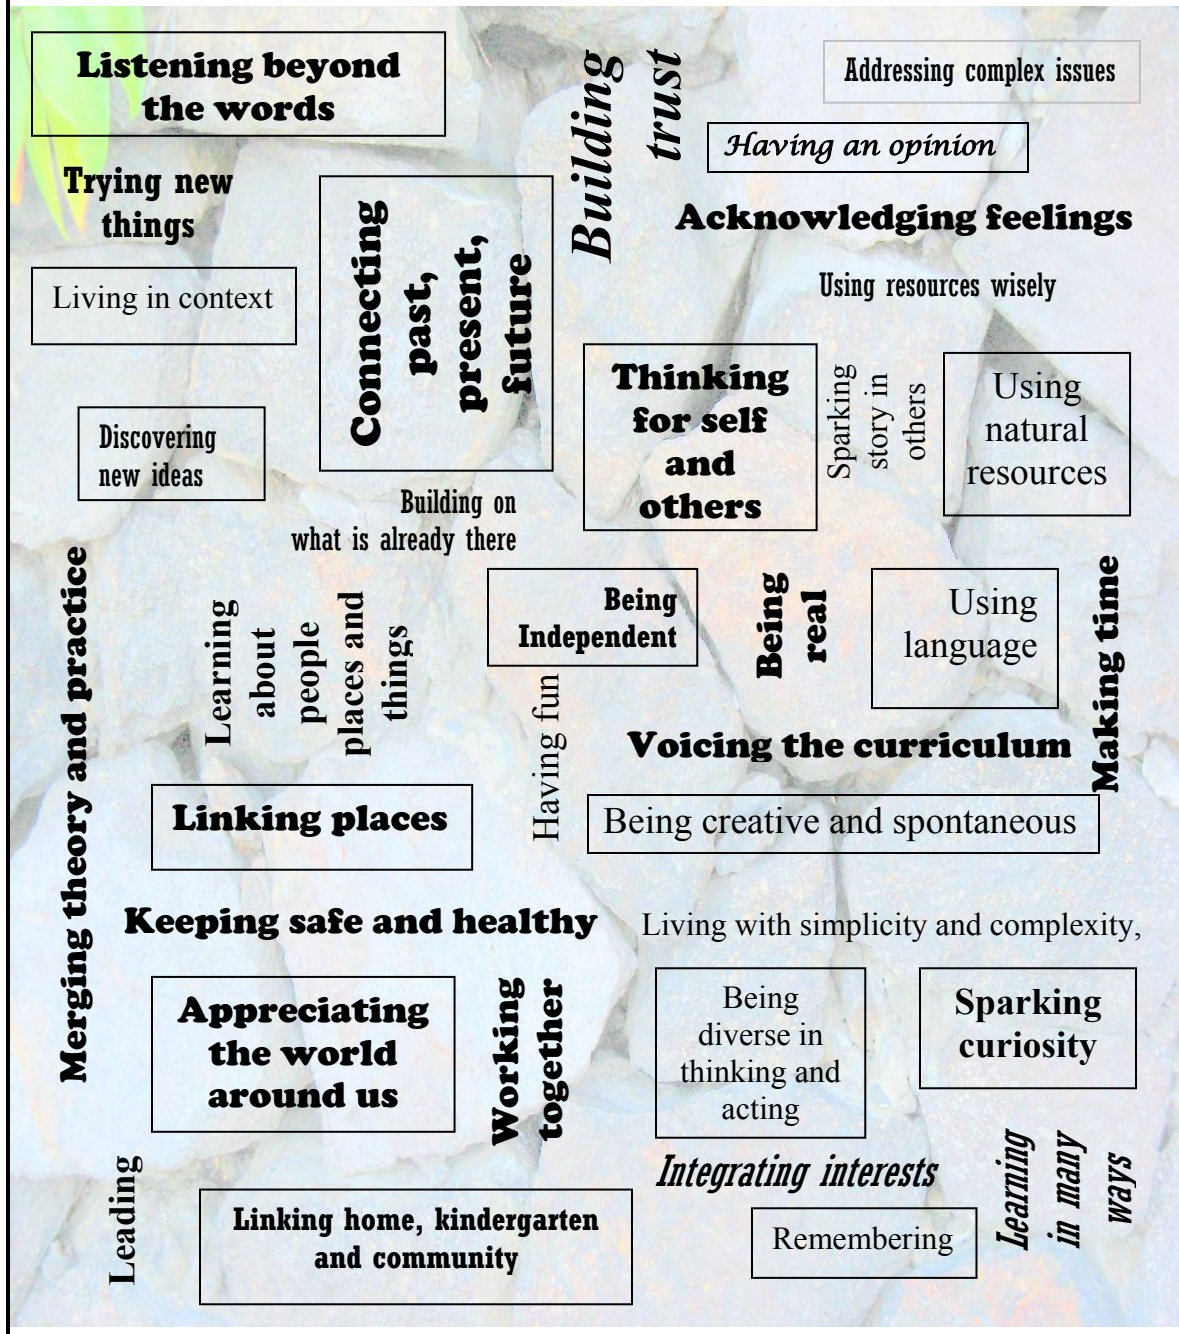 Listening beyond
the words
Building
trust
Addressing complex issues
Having an opinion
Trying new
things
Connecting
past,
present,
future
Acknowledging feelings
Living in context
Using resources wisely
Thinking
for self
and
others
Sparking
story in
others
Using
natural
resources
Discovering
new ideas
Building on
what is already there
Merging theory and practice
Learning
about
people
places and
things
Being
Independent
Being
real
Using
language
Making time
Having fun
Voicing the curriculum
Linking places
Being creative and spontaneous
Keeping safe and healthy
Living with simplicity and complexity,
Appreciating
the world
around us
Working
together
Being
diverse in
thinking and
acting
Sparking
curiosity
Leading
Integrating interests
Learning
in many
ways
Linking home, kindergarten
and community
Remembering